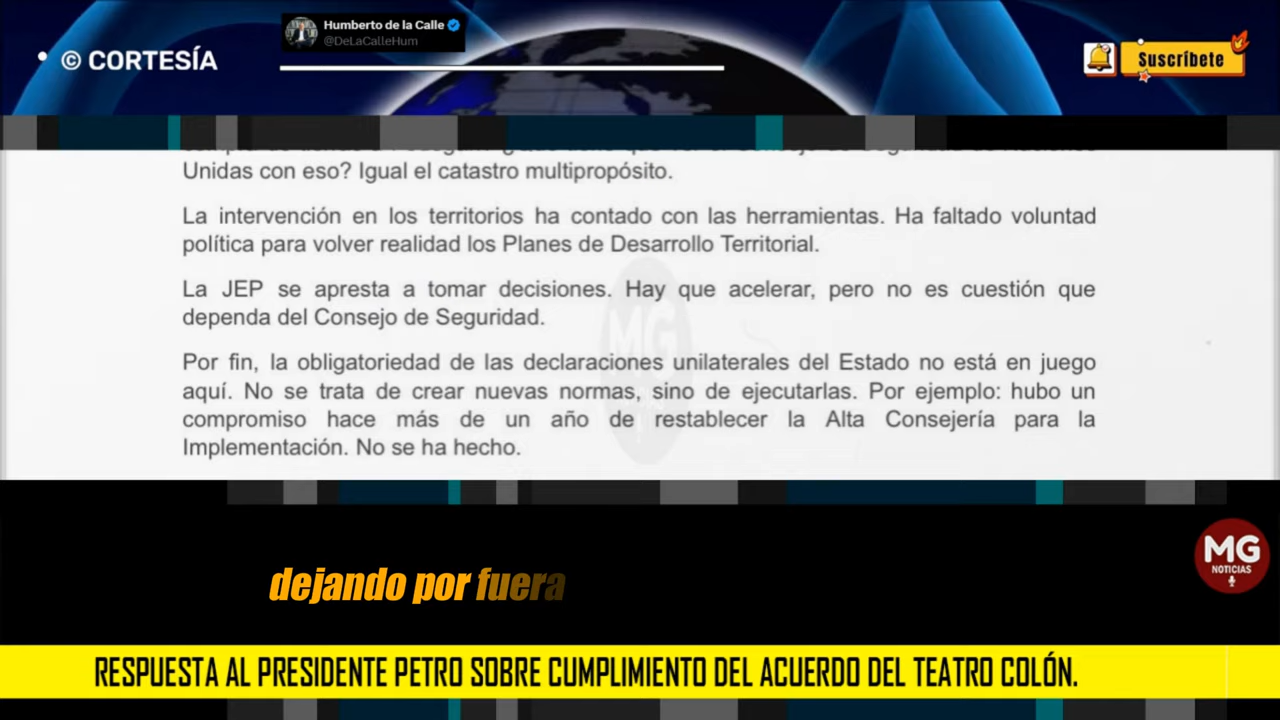 Humberto de la Calle
@DeLaCalleHum
© CORTESÍA
Suscríbete
Unidas con eso? Igual el catastro multipropósito.
La intervención en los territorios ha contado con las herramientas. Ha faltado voluntad
política para volver realidad los Planes de Desarrollo Territorial.
La JEP se apresta a tomar decisiones. Hay que acelerar, pero no es cuestión que
dependa del Consejo de Seguridad.
Por fin, la obligatoriedad de las declaraciones unilaterales del Estado no está en juego
aquí. No se trata de crear nuevas normas, sino de ejecutarlas. Por ejemplo: hubo un
compromiso hace más de un año de restablecer la Alta Consejería para la
Implementación. No se ha hecho.
MG
MG
NOTICIAS
dejando por fuera
RESPUESTA AL PRESIDENTE PETRO SOBRE CUMPLIMIENTO DEL ACUERDO DEL TEATRO COLÓN.